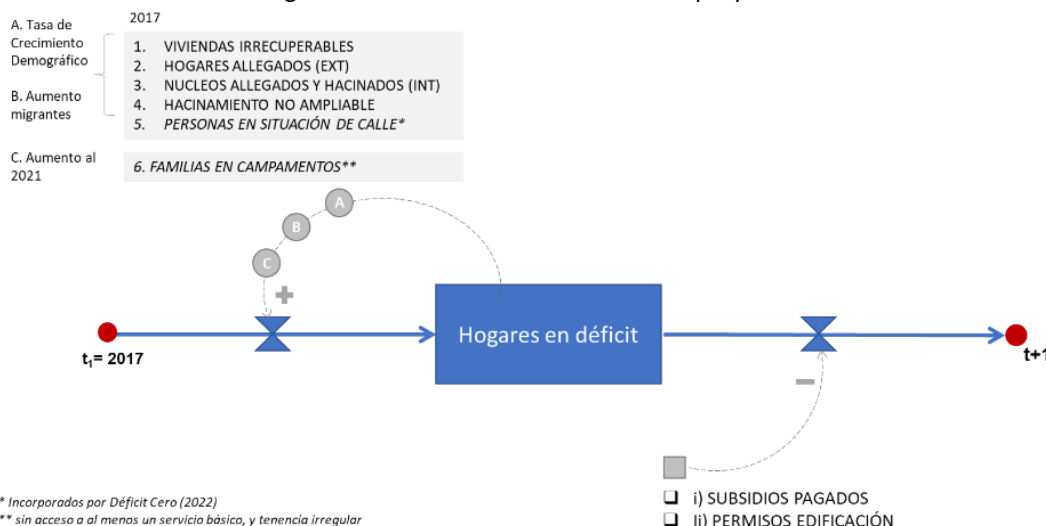 A. Tasa de
Crecimiento
Demográfico
B. Aumento
migrantes
C. Aumento al
2021
2017
1. VIVIENDAS IRRECUPERABLES
2. HOGARES ALLEGADOS (EXT)
3. NUCLEOS ALLEGADOS Y HACINADOS (INT)
4. HACINAMIENTO NO AMPLIABLE
5. PERSONAS EN SITUACIÓN DE CALLE*
6. FAMILIAS EN CAMPAMENTOS**
A
B
C
+
Hogares en déficit
t1= 2017
t+1
–
i) SUBSIDIOS PAGADOS
Ii) PERMISOS EDIFICACIÓN
* Incorporados por Déficit Cero (2022)
** sin acceso a al menos un servicio básico, y tenencia irregular